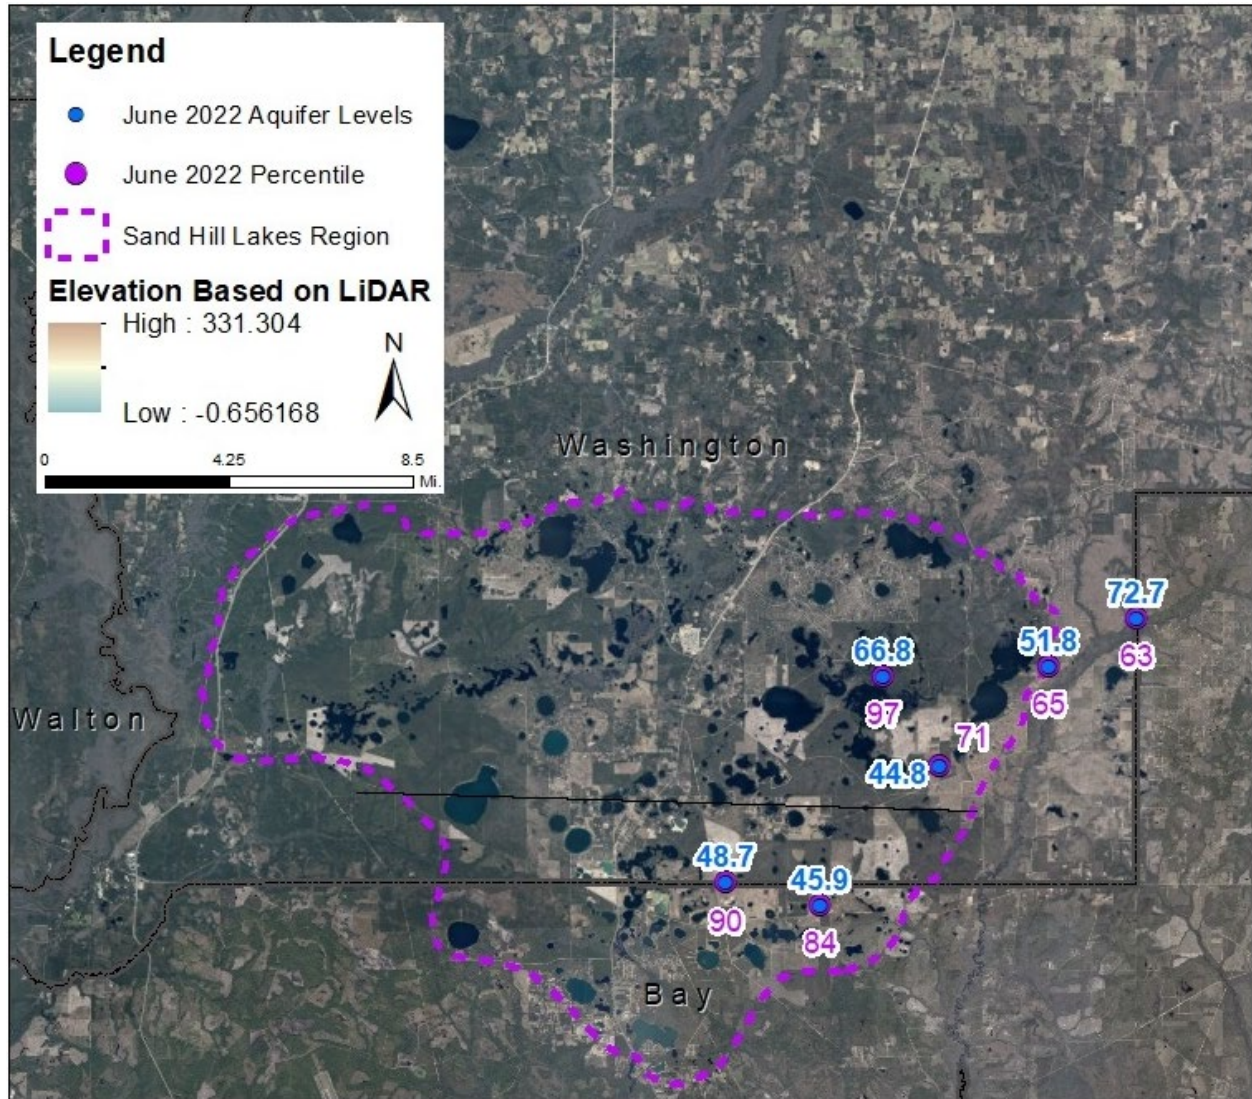 Legend
June 2022 Aquifer Levels
June 2022 Percentile
Sand Hill Lakes Region
Elevation Based on LiDAR
High : 331.304
N
Low : -0.656168
0 4.25 8.5
Mi.
Washington
72.7
66.8 51.8
63
97 65
Walton
71
44.8
48.7
45.9
90
84
Bay